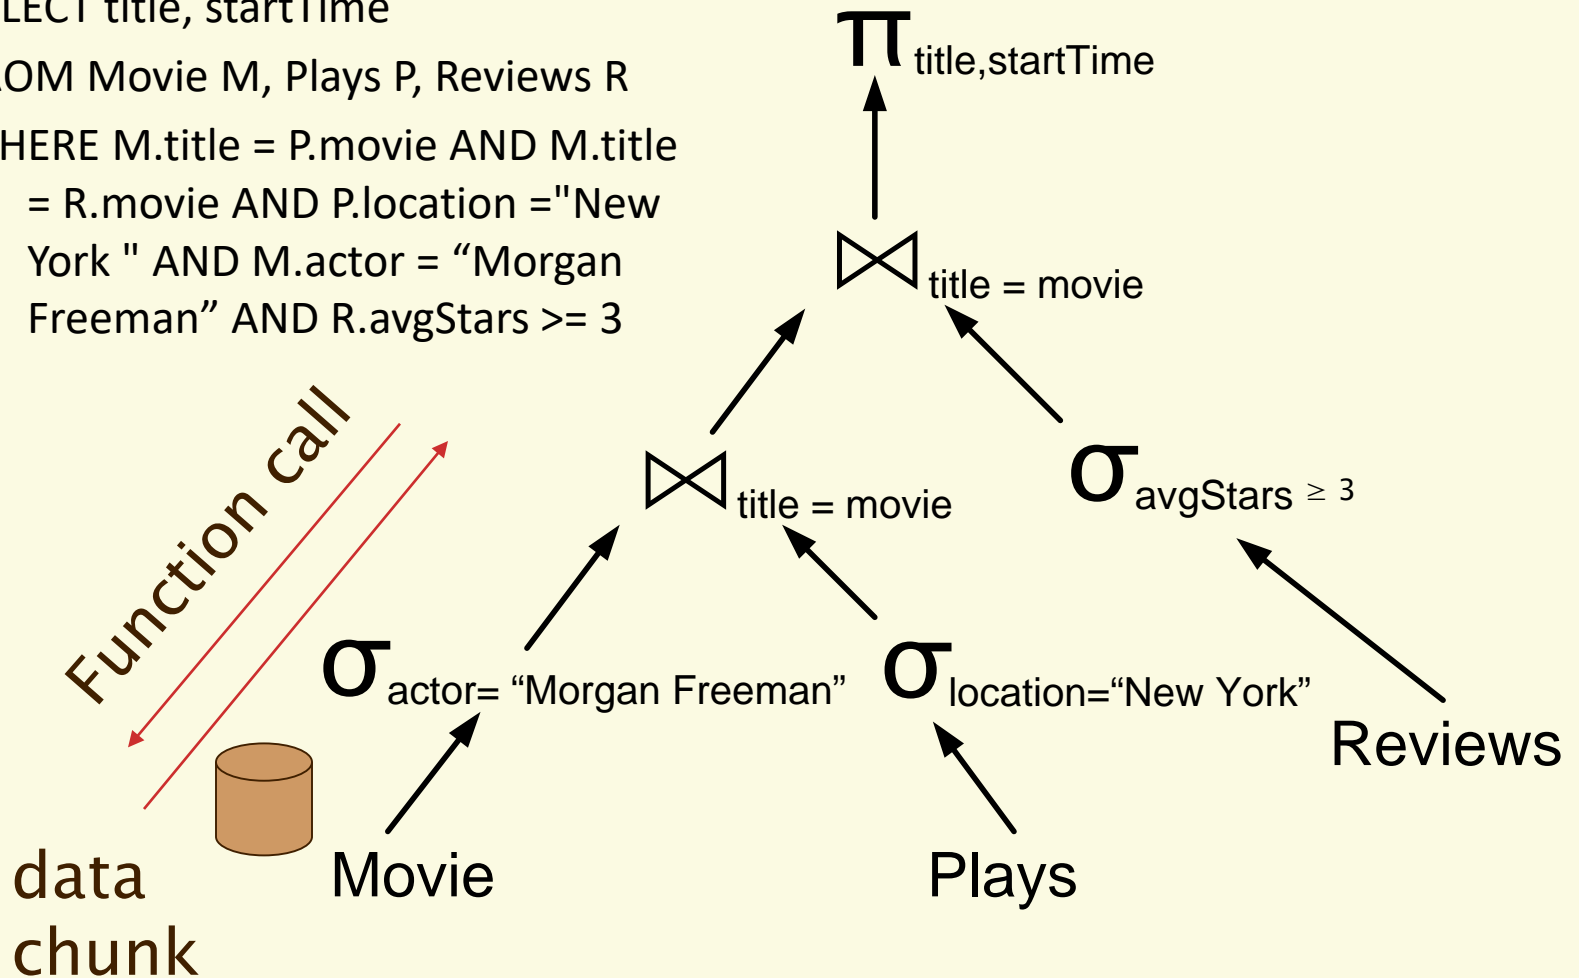 LECT title, startTime
OM Movie M, Plays P, Reviews R
HERE M.title = P.movie AND M.title
= R.movie AND P.location ="New
York " AND M.actor = “Morgan
Freeman” AND R.avgStars >= 3
π title,startTime
⋈ title = movie
⋈ title = movie
σ avgStars ≥ 3
Function call
σ actor= “Morgan Freeman”
σ location=“New York”
Reviews
data
chunk
Movie
Plays